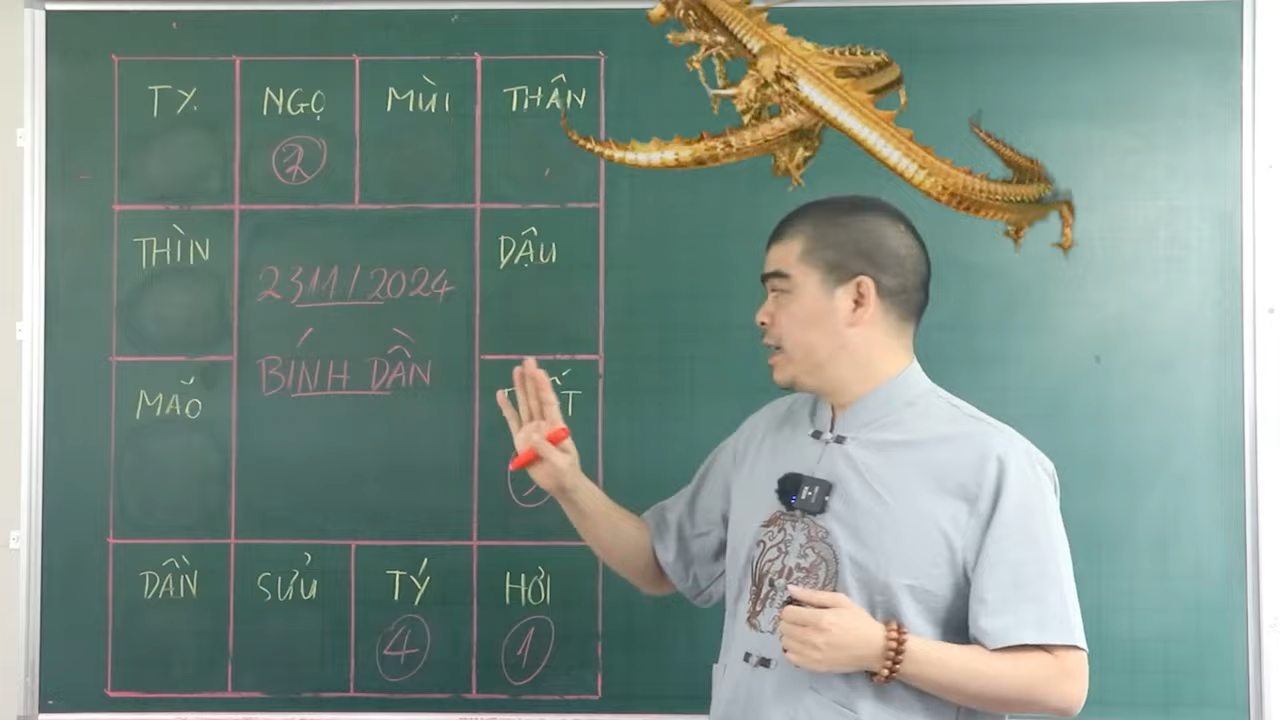 TỴ.
NGỌ
②
MÙI
THÂN
THÌN
DẬU
23/11/2024
BÍNH DẦN
MÃO
DẦN
SỬU
TÝ
④
HỢI
①